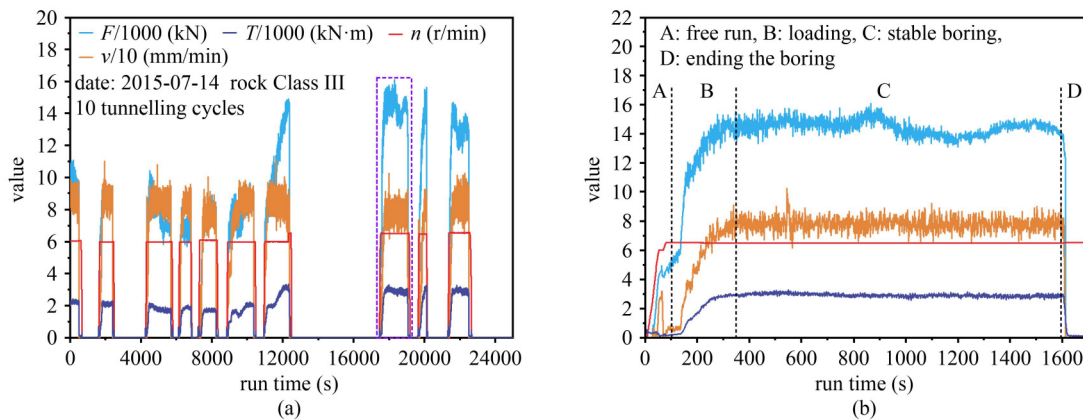 20
18
16
14
12
10
8
6
4
2
0
value
F/1000 (kN) T/1000 (kN·m) n (r/min)
v/10 (mm/min)
date: 2015-07-14 rock Class III
10 tunnelling cycles
0 4000 8000 12000 16000 20000 24000
run time (s)
(a)
22
20
18
16
14
12
10
8
6
4
2
0
value
A: free run, B: loading, C: stable boring,
D: ending the boring
A B C D
0 200 400 600 800 1000 1200 1400 1600
run time (s)
(b)